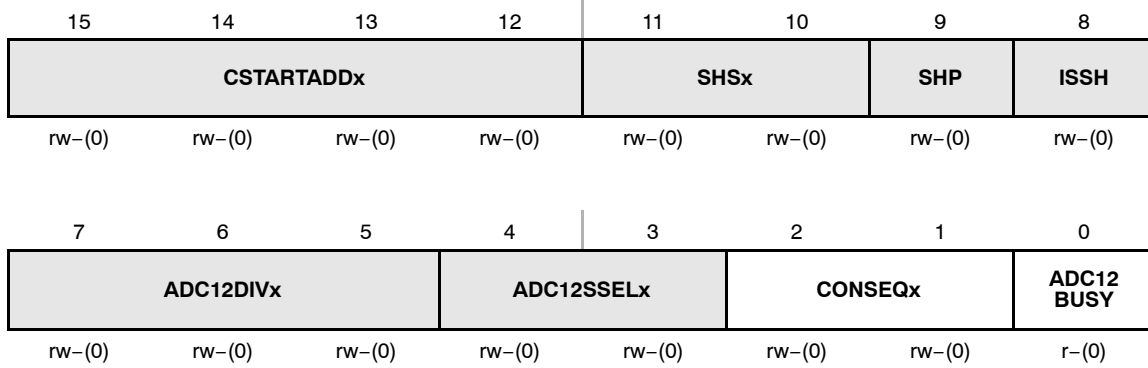 15 14 13 12 11 10 9 8
CSTARTADDx SHSx SHP ISSH
rw−(0) rw−(0) rw−(0) rw−(0) rw−(0) rw−(0) rw−(0) rw−(0)
7 6 5 4 3 2 1 0
ADC12DIVx ADC12SSELx CONSEQx ADC12
BUSY
rw−(0) rw−(0) rw−(0) rw−(0) rw−(0) rw−(0) rw−(0) r−(0)